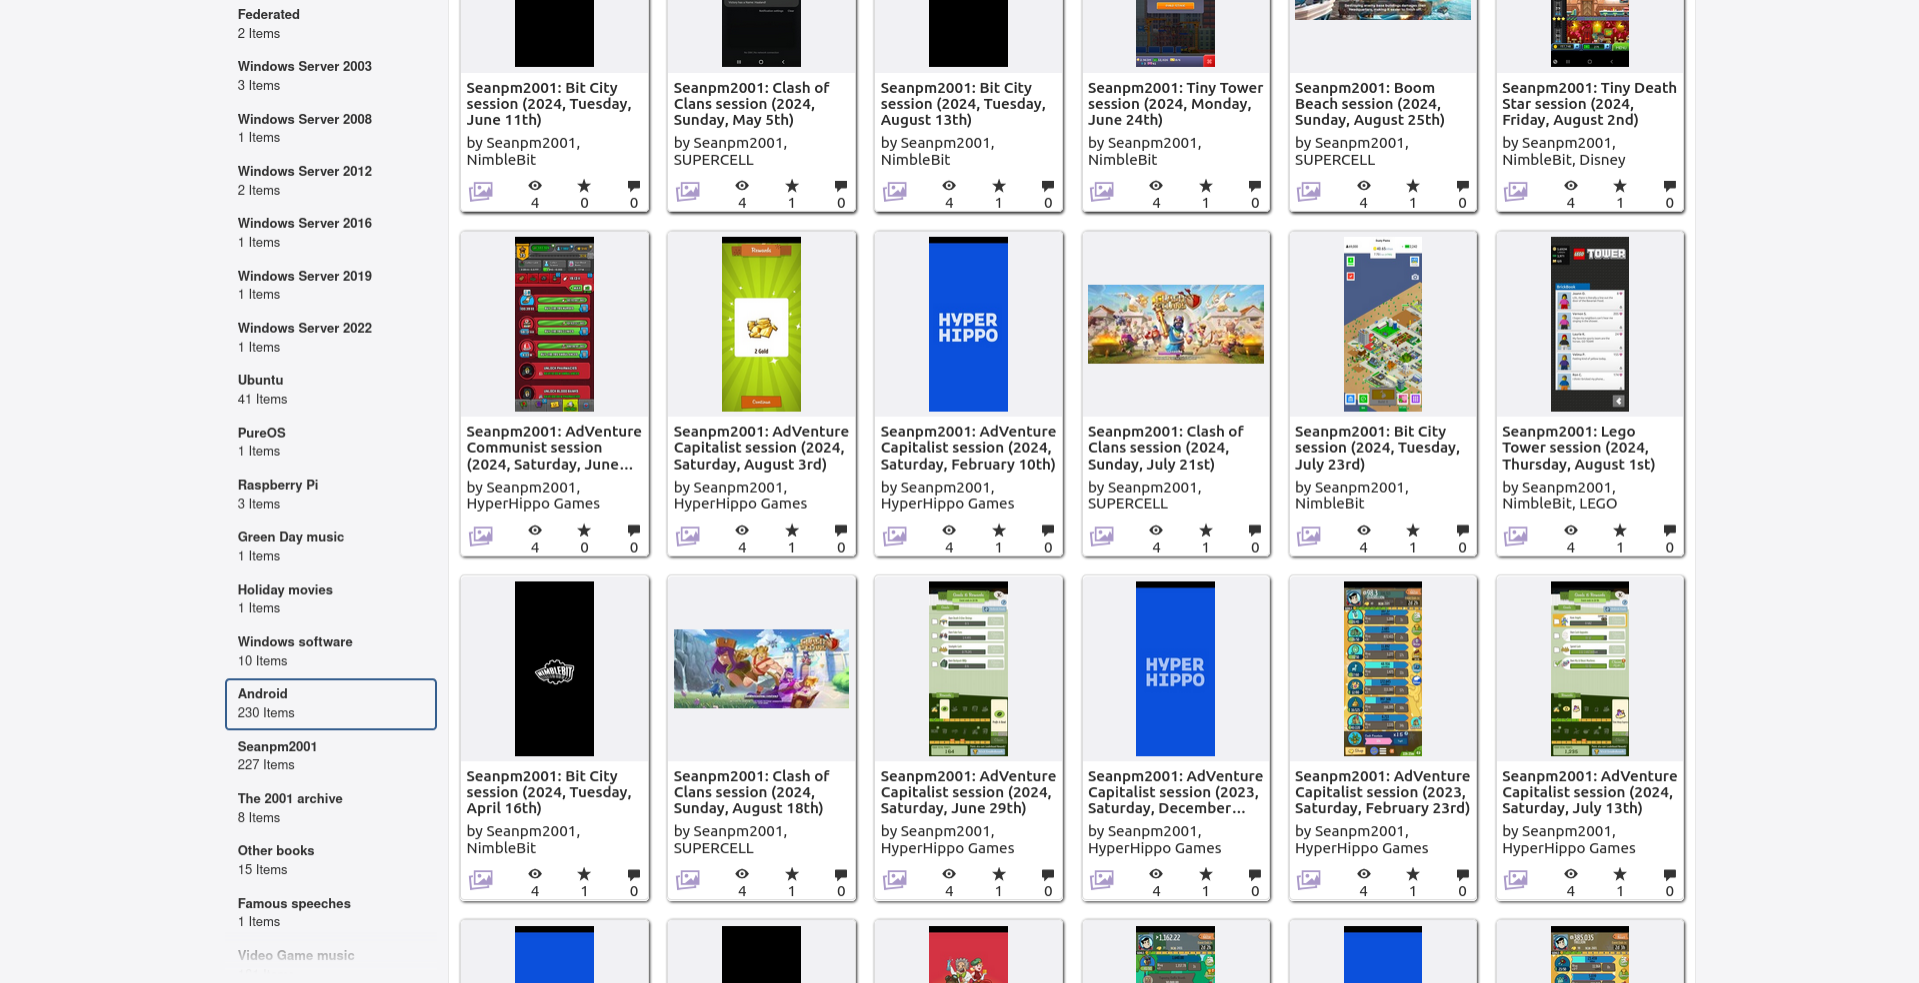 Federated
2 Items
Windows Server 2003
3 Items
Windows Server 2008
1 Items
Windows Server 2012
2 Items
Windows Server 2016
1 Items
Windows Server 2019
1 Items
Windows Server 2022
1 Items
Ubuntu
41 Items
PureOS
1 Items
Raspberry Pi
3 Items
Green Day music
1 Items
Holiday movies
1 Items
Windows software
10 Items
Android
230 Items
Seanpm2001
227 Items
The 2001 archive
8 Items
Other books
15 Items
Famous speeches
1 Items
Video Game music
Seanpm2001: Bit City
session (2024, Tuesday,
June 11th)
by Seanpm2001,
NimbleBit
4 0 0
Seanpm2001: Clash of
Clans session (2024,
Sunday, May 5th)
by Seanpm2001,
SUPERCELL
4 1 0
Seanpm2001: Bit City
session (2024, Tuesday,
August 13th)
by Seanpm2001,
NimbleBit
4 1 0
Seanpm2001: Tiny Tower
session (2024, Monday,
June 24th)
by Seanpm2001,
NimbleBit
4 1 0
Seanpm2001: Boom
Beach session (2024,
Sunday, August 25th)
by Seanpm2001,
SUPERCELL
4 1 0
Seanpm2001: Tiny Death
Star session (2024,
Friday, August 2nd)
by Seanpm2001,
NimbleBit, Disney
4 1 0
Seanpm2001: AdVenture
Communist session
(2024, Saturday, June...
by Seanpm2001,
HyperHippo Games
4 0 0
Rewards
2 Gold
Continue
Seanpm2001: AdVenture
Capitalist session (2024,
Saturday, August 3rd)
by Seanpm2001,
HyperHippo Games
4 1 0
HYPER
HIPPO
Seanpm2001: AdVenture
Capitalist session (2024,
Saturday, February 10th)
by Seanpm2001,
HyperHippo Games
4 1 0
Seanpm2001: Clash of
Clans session (2024,
Sunday, July 21st)
by Seanpm2001,
SUPERCELL
4 1 0
Seanpm2001: Bit City
session (2024, Tuesday,
July 23rd)
by Seanpm2001,
NimbleBit
4 1 0
LEGO TOWER
BrickBook
Seanpm2001: Lego
Tower session (2024,
Thursday, August 1st)
by Seanpm2001,
NimbleBit, LEGO
4 1 0
NIMBLEBIT
Seanpm2001: Bit City
session (2024, Tuesday,
April 16th)
by Seanpm2001,
NimbleBit
4 1 0
Seanpm2001: Clash of
Clans session (2024,
Sunday, August 18th)
by Seanpm2001,
SUPERCELL
4 1 0
Seanpm2001: AdVenture
Capitalist session (2024,
Saturday, June 29th)
by Seanpm2001,
HyperHippo Games
4 1 0
HYPER
HIPPO
Seanpm2001: AdVenture
Capitalist session (2023,
Saturday, December...
by Seanpm2001,
HyperHippo Games
4 1 0
Seanpm2001: AdVenture
Capitalist session (2023,
Saturday, February 23rd)
by Seanpm2001,
HyperHippo Games
4 1 0
Seanpm2001: AdVenture
Capitalist session (2024,
Saturday, July 13th)
by Seanpm2001,
HyperHippo Games
4 1 0